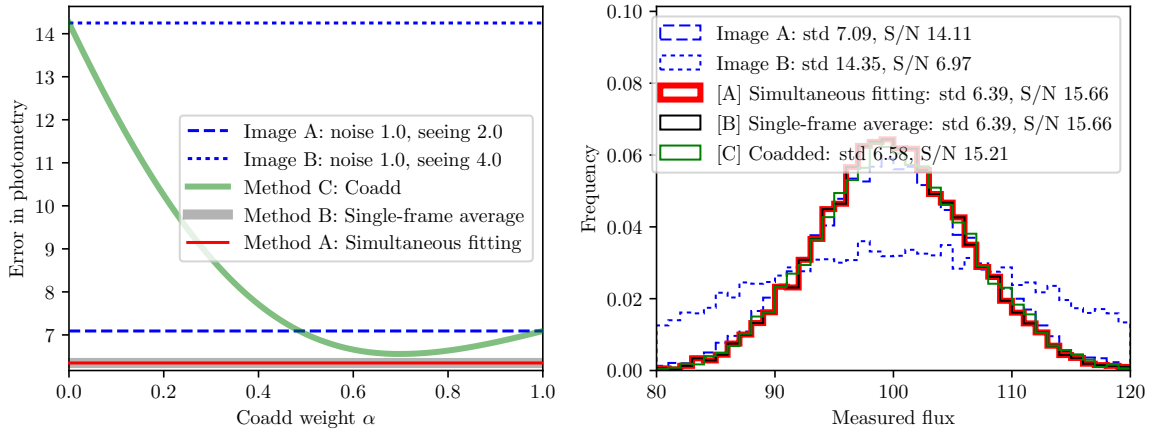 14
13
12
11
10
9
8
7
Error in photometry
Image A: noise 1.0, seeing 2.0
Image B: noise 1.0, seeing 4.0
Method C: Coadd
Method B: Single-frame average
Method A: Simultaneous fitting
0.0 0.2 0.4 0.6 0.8 1.0
Coadd weight α
0.10
0.08
0.06
0.04
0.02
0.00
Frequency
Image A: std 7.09, S/N 14.11
Image B: std 14.35, S/N 6.97
[A] Simultaneous fitting: std 6.39, S/N 15.66
[B] Single-frame average: std 6.39, S/N 15.66
[C] Coadded: std 6.58, S/N 15.21
80 90 100 110 120
Measured flux